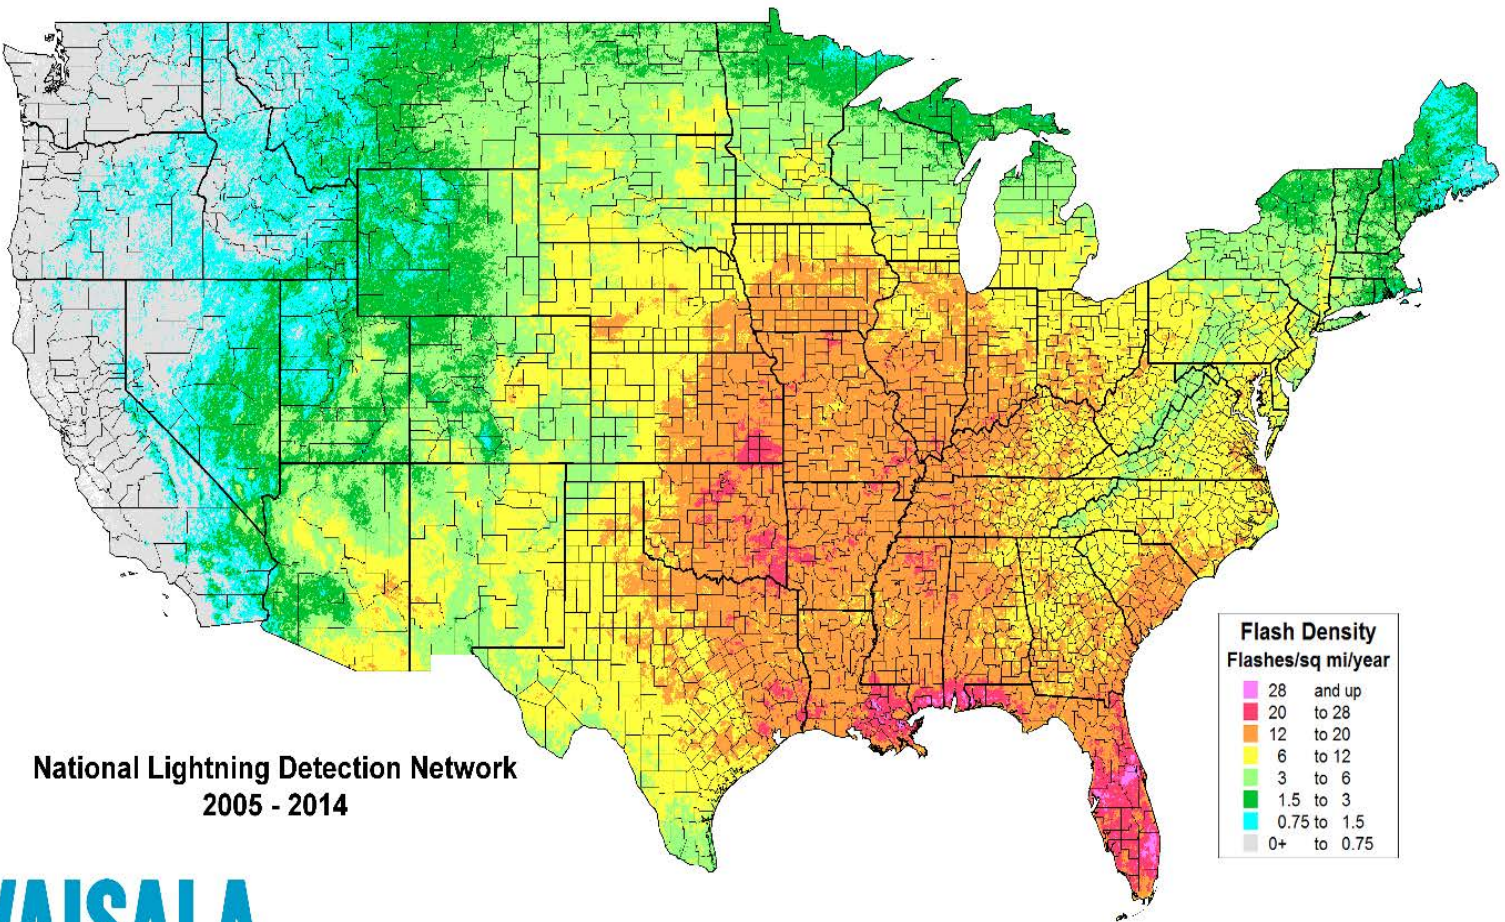 National Lightning Detection Network
2005 - 2014
Flash Density
Flashes/sq mi/year
28 and up
20 to 28
12 to 20
6 to 12
3 to 6
1.5 to 3
0.75 to 1.5
0+ to 0.75
VAISALA